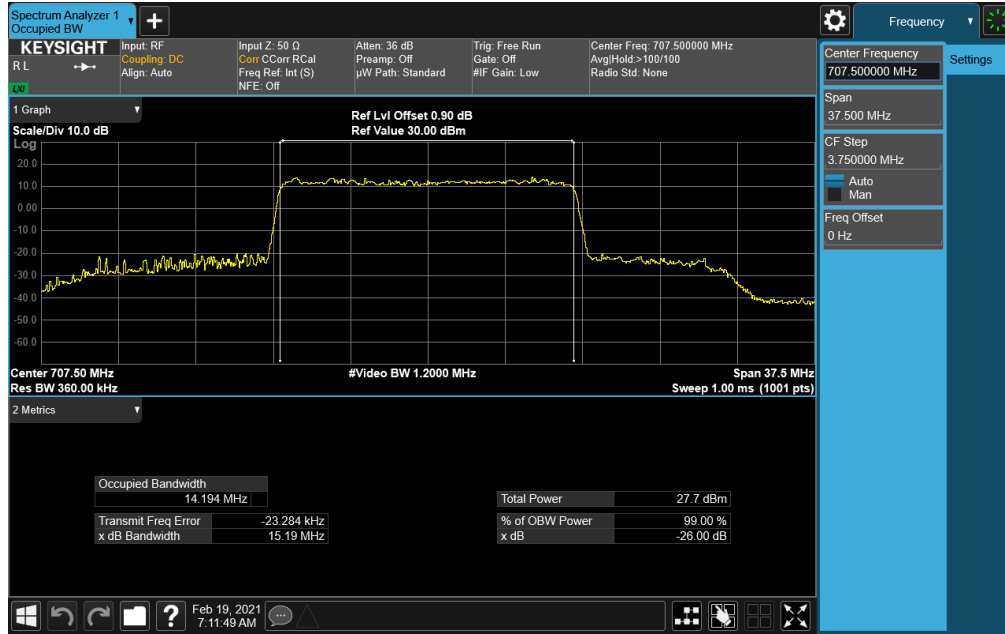 Spectrum Analyzer 1
Occupied BW
Frequency
KEYSIGHT
R L
LXI
Input: RF
Coupling: DC
Align: Auto
Input Z: 50 Ω
Corr CCorr RCal
Freq Ref: Int (S)
NFE: Off
Atten: 36 dB
Preamp: Off
µW Path: Standard
Trig: Free Run
Gate: Off
#IF Gain: Low
Center Freq: 707.500000 MHz
Avg|Hold:>100/100
Radio Std: None
Center Frequency
707.500000 MHz
Settings
Span
37.500 MHz
CF Step
3.750000 MHz
Auto
Man
Freq Offset
0 Hz
1 Graph
Scale/Div 10.0 dB
Ref Lvl Offset 0.90 dB
Ref Value 30.00 dBm
Log
20.0
10.0
0.00
-10.0
-20.0
-30.0
-40.0
-50.0
-60.0
Center 707.50 MHz
#Video BW 1.2000 MHz
Span 37.5 MHz
Res BW 360.00 kHz
Sweep 1.00 ms (1001 pts)
2 Metrics
Occupied Bandwidth
14.194 MHz
Total Power 27.7 dBm
Transmit Freq Error -23.284 kHz
% of OBW Power 99.00 %
x dB Bandwidth 15.19 MHz
x dB -26.00 dB
Feb 19, 2021
7:11:49 AM